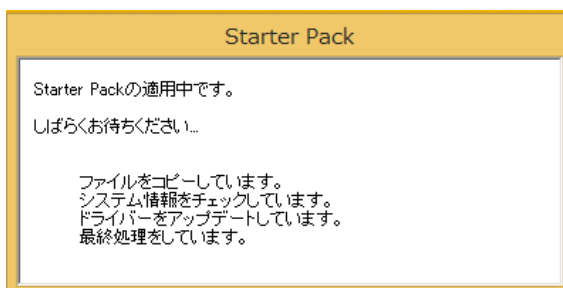 Starter Pack
Starter Packの適用中です。
しばらくお待ちください...
ファイルをコピーしています。
システム情報をチェックしています。
ドライバーをアップデートしています。
最終処理をしています。